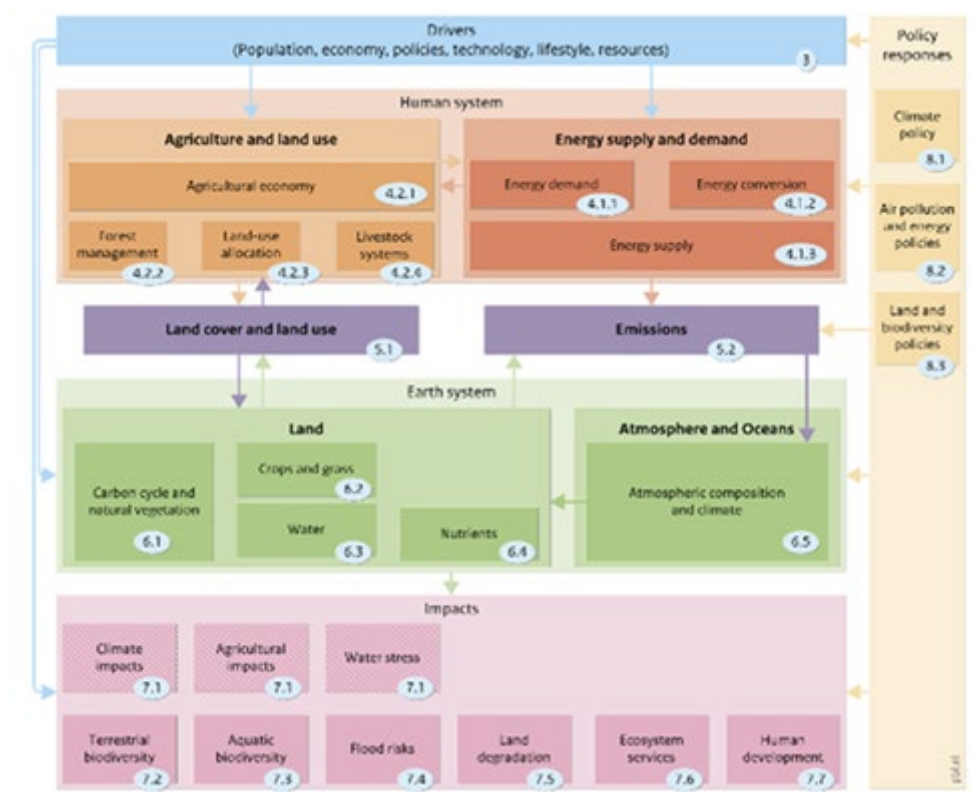 Drivers
(Population, economy, policies, technology, lifestyle, resources)
3
Policy
responses
Human system
Agriculture and land use
Energy supply and demand
Climate
policy
8.1
Agricultural economy
4.2.1
Energy demand
4.1.1
Energy conversion
4.1.2
Air pollution
and energy
policies
8.2
Forest
management
4.2.2
Land-use
allocation
4.2.3
Livestock
systems
4.2.4
Energy supply
4.1.3
Land cover and land use
5.1
Emissions
5.2
Land and
biodiversity
policies
8.3
Earth system
Land
Atmosphere and Oceans
Carbon cycle and
natural vegetation
6.1
Crops and grass
6.2
Water
6.3
Nutrients
6.4
Atmospheric composition
and climate
6.5
Impacts
Climate
impacts
7.1
Agricultural
impacts
7.1
Water stress
7.1
Terrestrial
biodiversity
7.2
Aquatic
biodiversity
7.3
Flood risks
7.4
Land
degradation
7.5
Ecosystem
services
7.6
Human
development
7.7